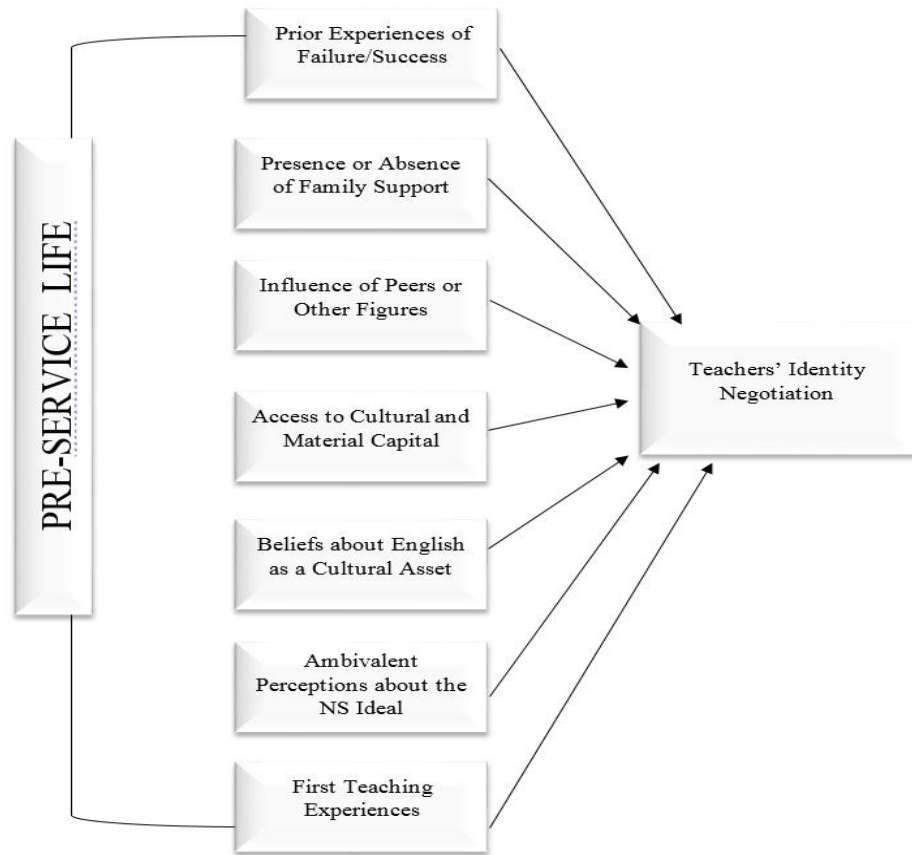 PRE-SERVICE LIFE
Prior Experiences of
Failure/Success
Presence or Absence
of Family Support
Influence of Peers or
Other Figures
Access to Cultural and
Material Capital
Beliefs about English
as a Cultural Asset
Ambivalent
Perceptions about the
NS Ideal
First Teaching
Experiences
Teachers’ Identity
Negotiation